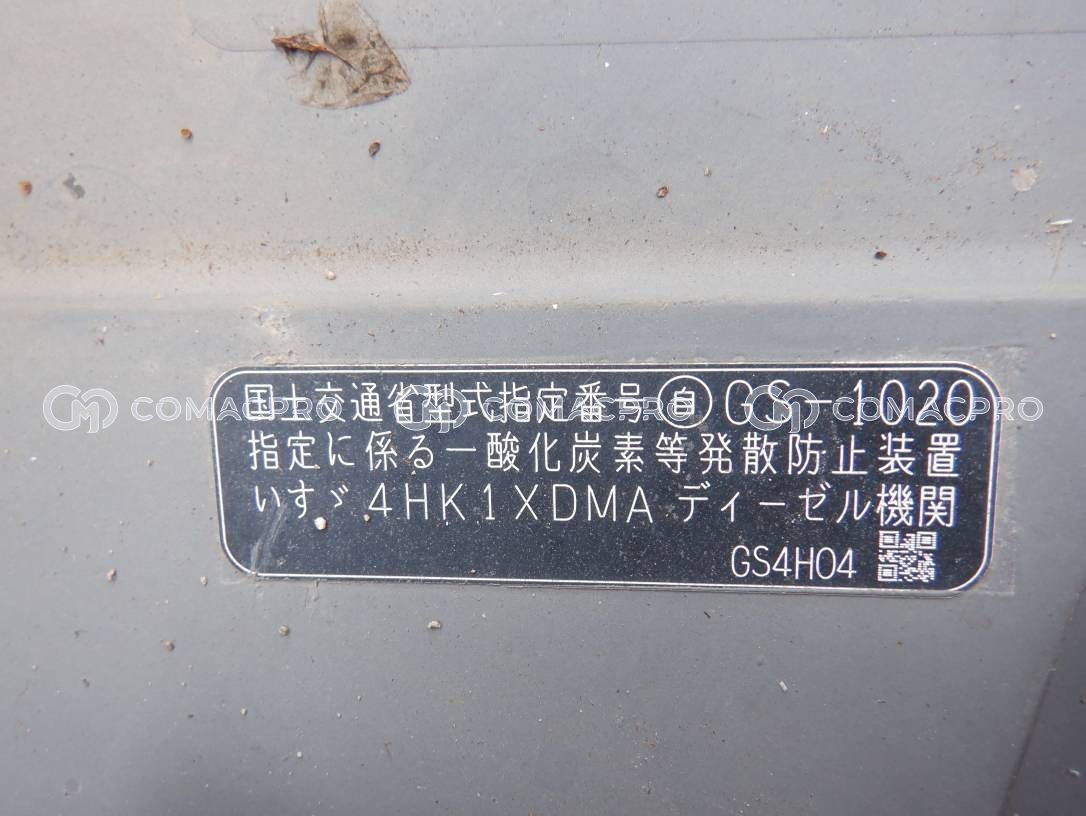 国土交通省型式指定番号 ㊀自 GS-1020
指定に係る一酸化炭素等発散防止装置
いすゞ 4HK1XDMA ディーゼル機関
GS4H04
COMACPRO COMACPRO COMACPRO COMACPRO